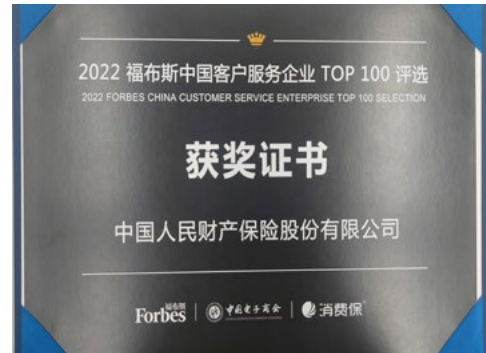 2022 福布斯中国客户服务企业 TOP 100 评选
2022 FORBES CHINA CUSTOMER SERVICE ENTERPRISE TOP 100 SELECTION
获奖证书
中国人民财产保险股份有限公司
福布斯
Forbes 中国电子商会 消费保